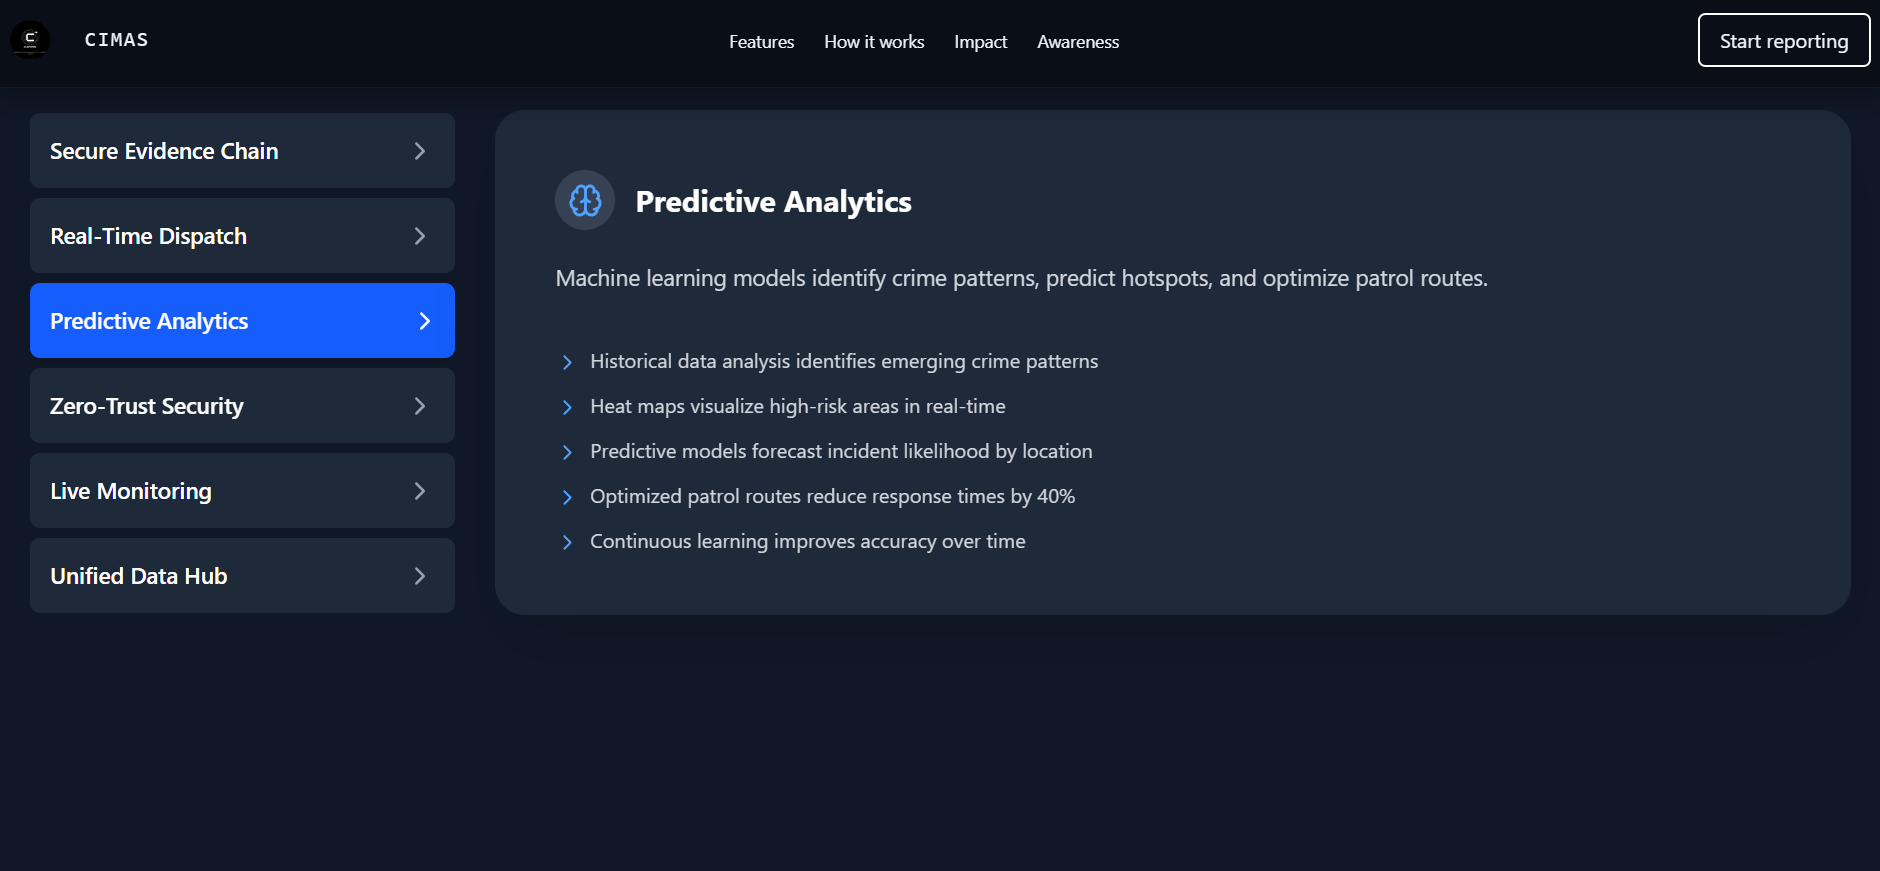 CIMAS
Features
How it works
Impact
Awareness
Start reporting
Secure Evidence Chain
Real-Time Dispatch
Predictive Analytics
Zero-Trust Security
Live Monitoring
Unified Data Hub
Predictive Analytics
Machine learning models identify crime patterns, predict hotspots, and optimize patrol routes.
Historical data analysis identifies emerging crime patterns
Heat maps visualize high-risk areas in real-time
Predictive models forecast incident likelihood by location
Optimized patrol routes reduce response times by 40%
Continuous learning improves accuracy over time